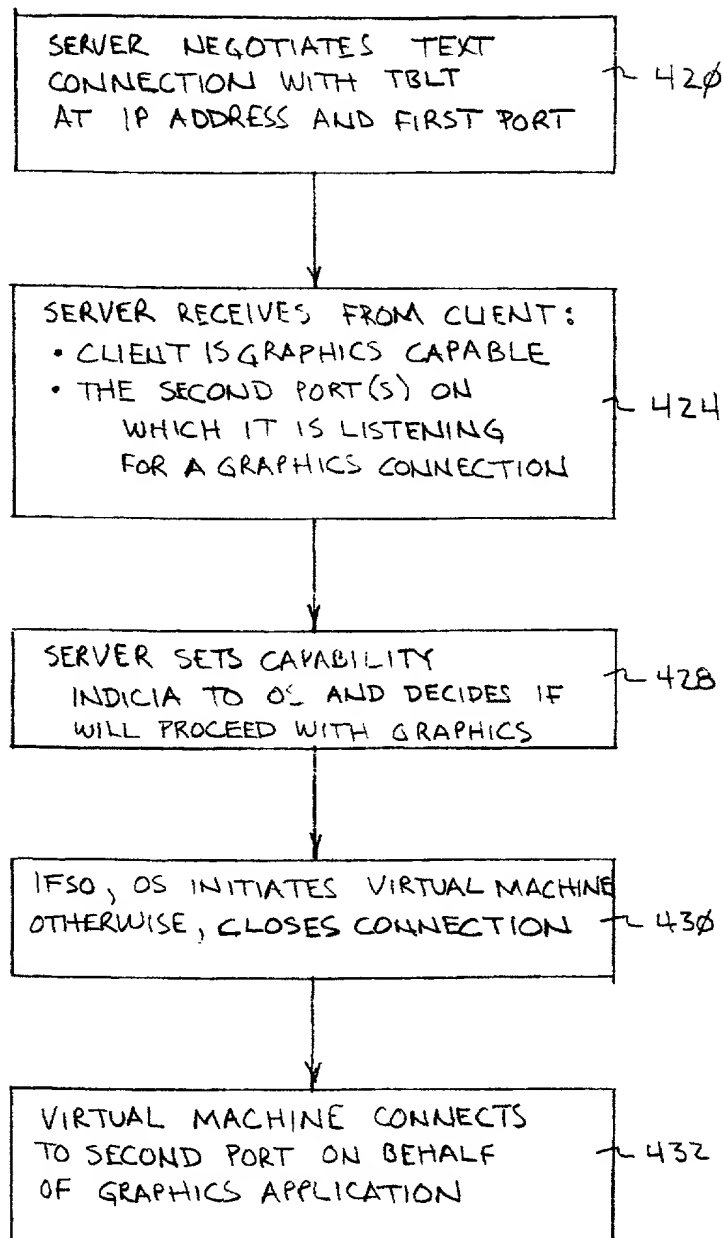 SERVER NEGOTIATES TEXT
CONNECTION WITH TBLT
AT IP ADDRESS AND FIRST PORT
420
SERVER RECEIVES FROM CLIENT:
• CLIENT IS GRAPHICS CAPABLE
• THE SECOND PORT(S) ON
WHICH IT IS LISTENING
FOR A GRAPHICS CONNECTION
424
SERVER SETS CAPABILITY
INDICIA TO AND DECIDES IF
WILL PROCEED WITH GRAPHICS
428
IF SO, OS INITIATES VIRTUAL MACHINE
OTHERWISE, CLOSES CONNECTION
430
VIRTUAL MACHINE CONNECTS
TO SECOND PORT ON BEHALF
OF GRAPHICS APPLICATION
432